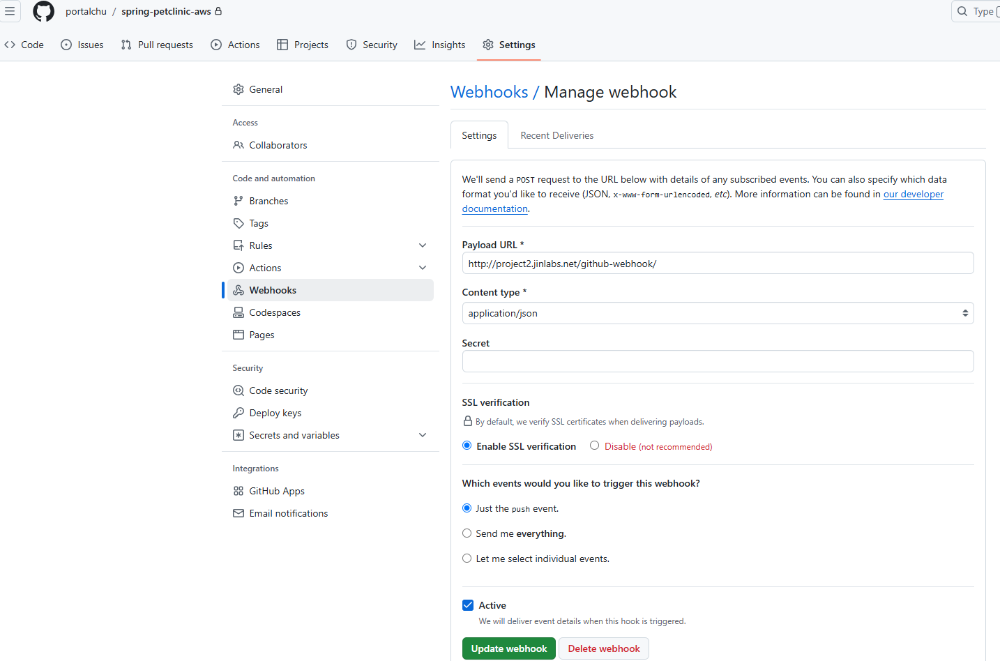 portalchu / spring-petclinic-aws
Type
Code
Issues
Pull requests
Actions
Projects
Security
Insights
Settings
General
Access
Collaborators
Code and automation
Branches
Tags
Rules
Actions
Webhooks
Codespaces
Pages
Security
Code security
Deploy keys
Secrets and variables
Integrations
GitHub Apps
Email notifications
Webhooks / Manage webhook
Settings
Recent Deliveries
We'll send a POST request to the URL below with details of any subscribed events. You can also specify which data
format you'd like to receive (JSON, x-www-form-urlencoded, etc). More information can be found in our developer
documentation.
Payload URL *
http://project2.jinlabs.net/github-webhook/
Content type *
application/json
Secret
SSL verification
By default, we verify SSL certificates when delivering payloads.
Enable SSL verification
Disable (not recommended)
Which events would you like to trigger this webhook?
Just the push event.
Send me everything.
Let me select individual events.
Active
We will deliver event details when this hook is triggered.
Update webhook
Delete webhook